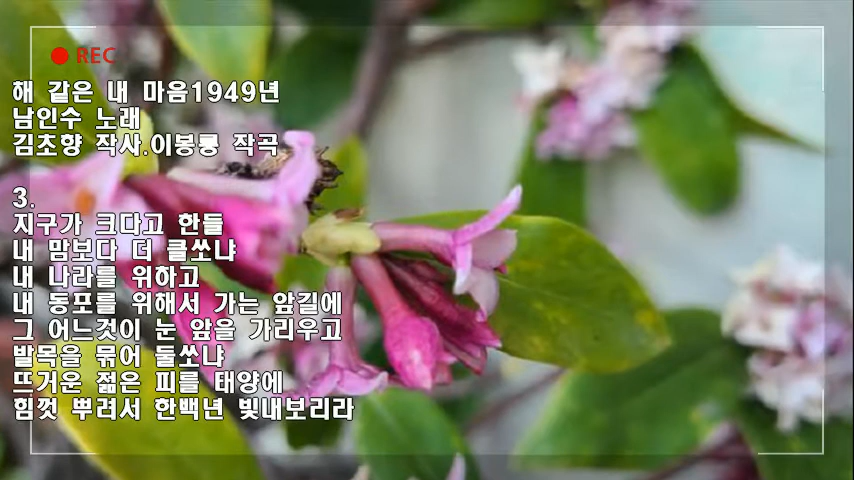 REC
해 같은 내 마음1949년
남인수 노래
김초향 작사.이봉룡 작곡
3.
지구가 크다고 한들
내 맘보다 더 클쏘냐
내 나라를 위하고
내 동포를 위해서 가는 앞길에
그 어느것이 눈 앞을 가리우고
발목을 묶어 둘쏘냐
뜨거운 젊은 피를 태양에
힘껏 뿌려서 한백년 빛내보리라